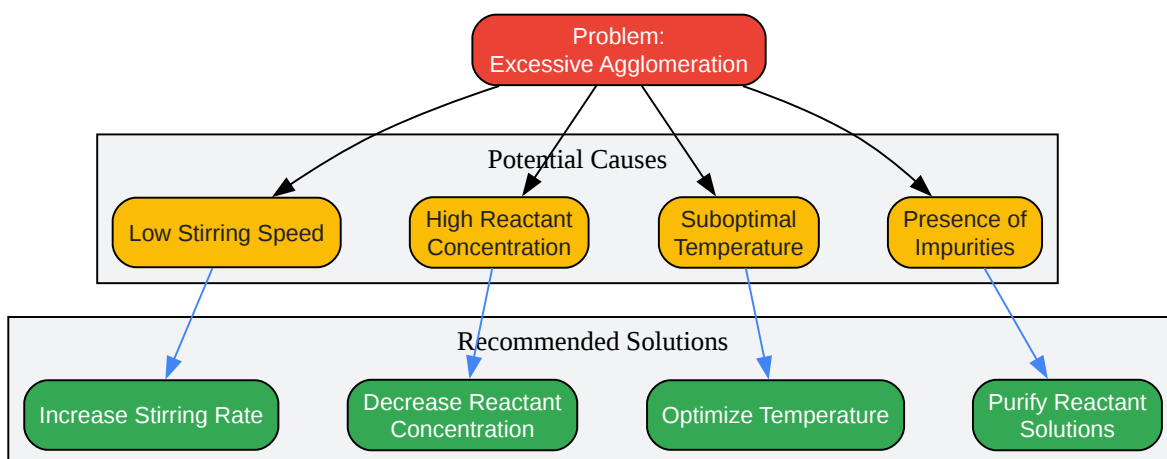 Problem:
Excessive Agglomeration
Potential Causes
Low Stirring Speed
High Reactant
Concentration
Suboptimal
Temperature
Presence of
Impurities
Recommended Solutions
Increase Stirring Rate
Decrease Reactant
Concentration
Optimize Temperature
Purify Reactant
Solutions